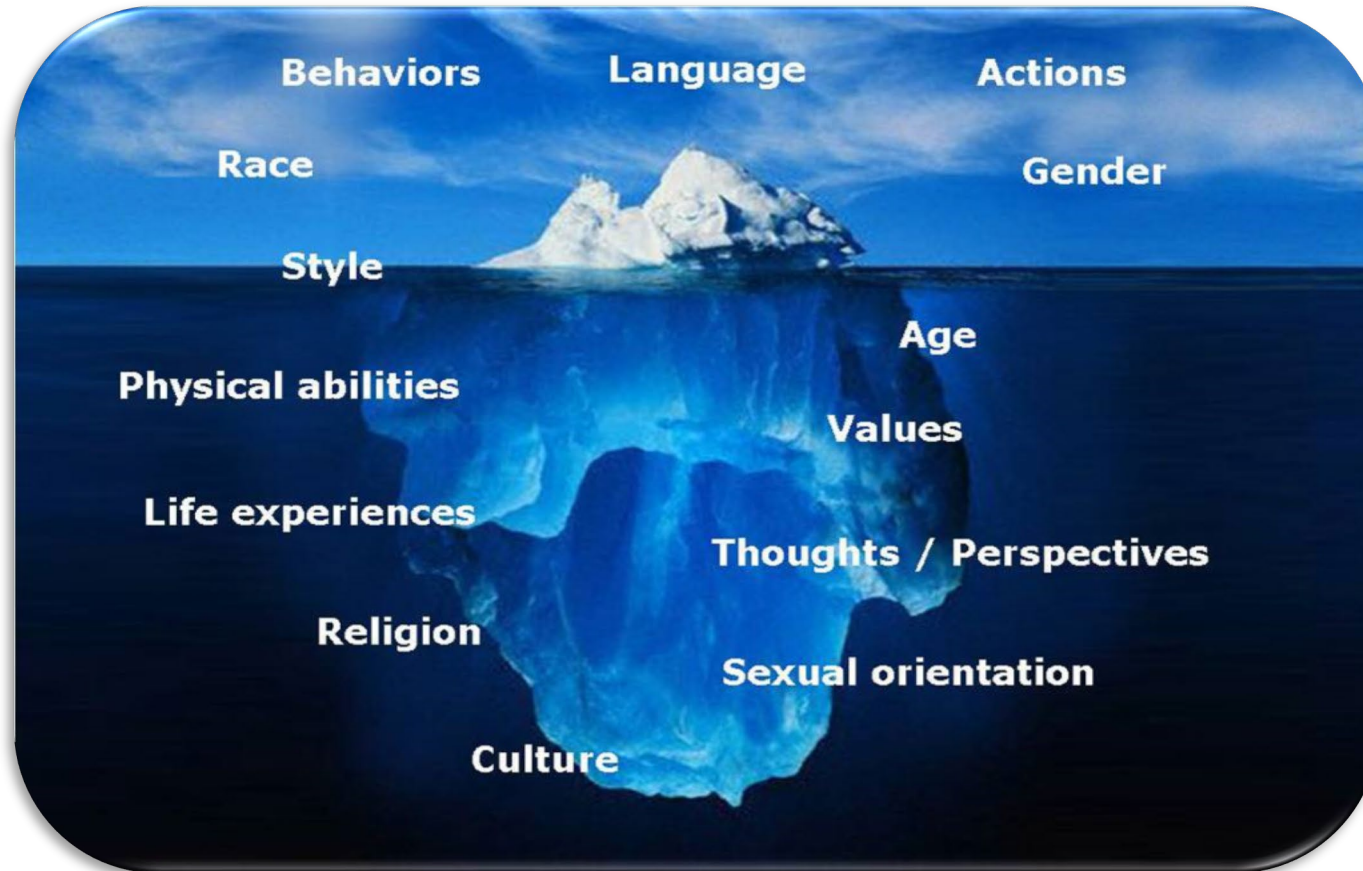 Behaviors Language Actions
Race Gender
Style
Age
Physical abilities
Values
Life experiences
Thoughts / Perspectives
Religion
Sexual orientation
Culture